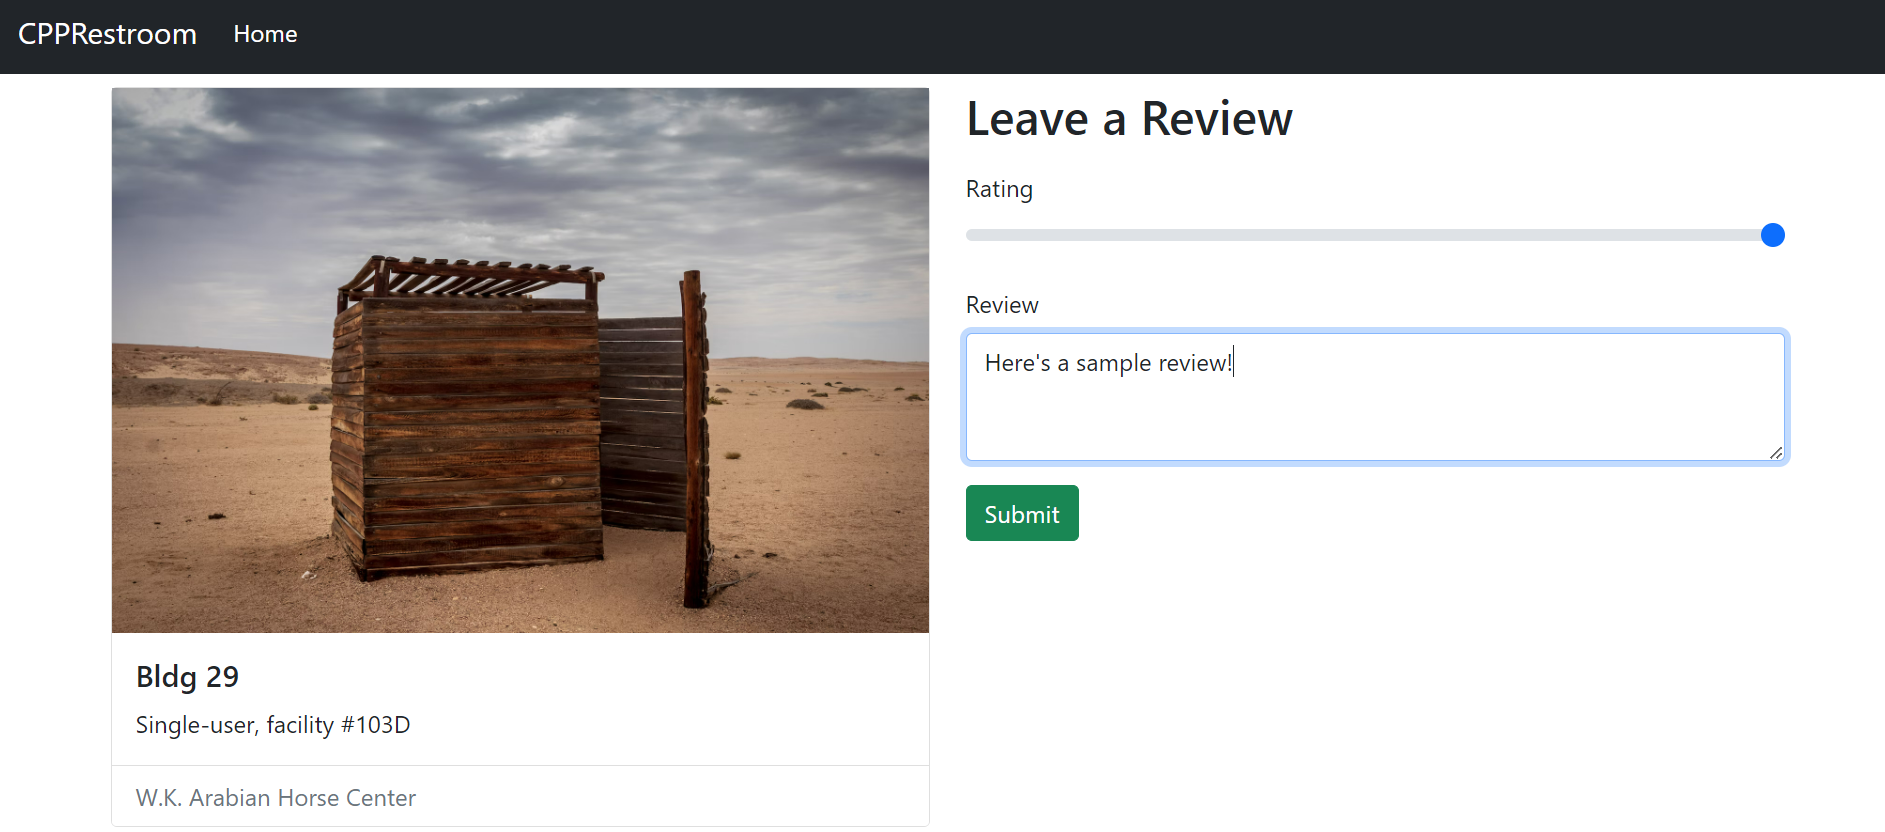 CPPRestroom Home
Leave a Review
Rating
Review
Here's a sample review!
Submit
Bldg 29
Single-user, facility #103D
W.K. Arabian Horse Center